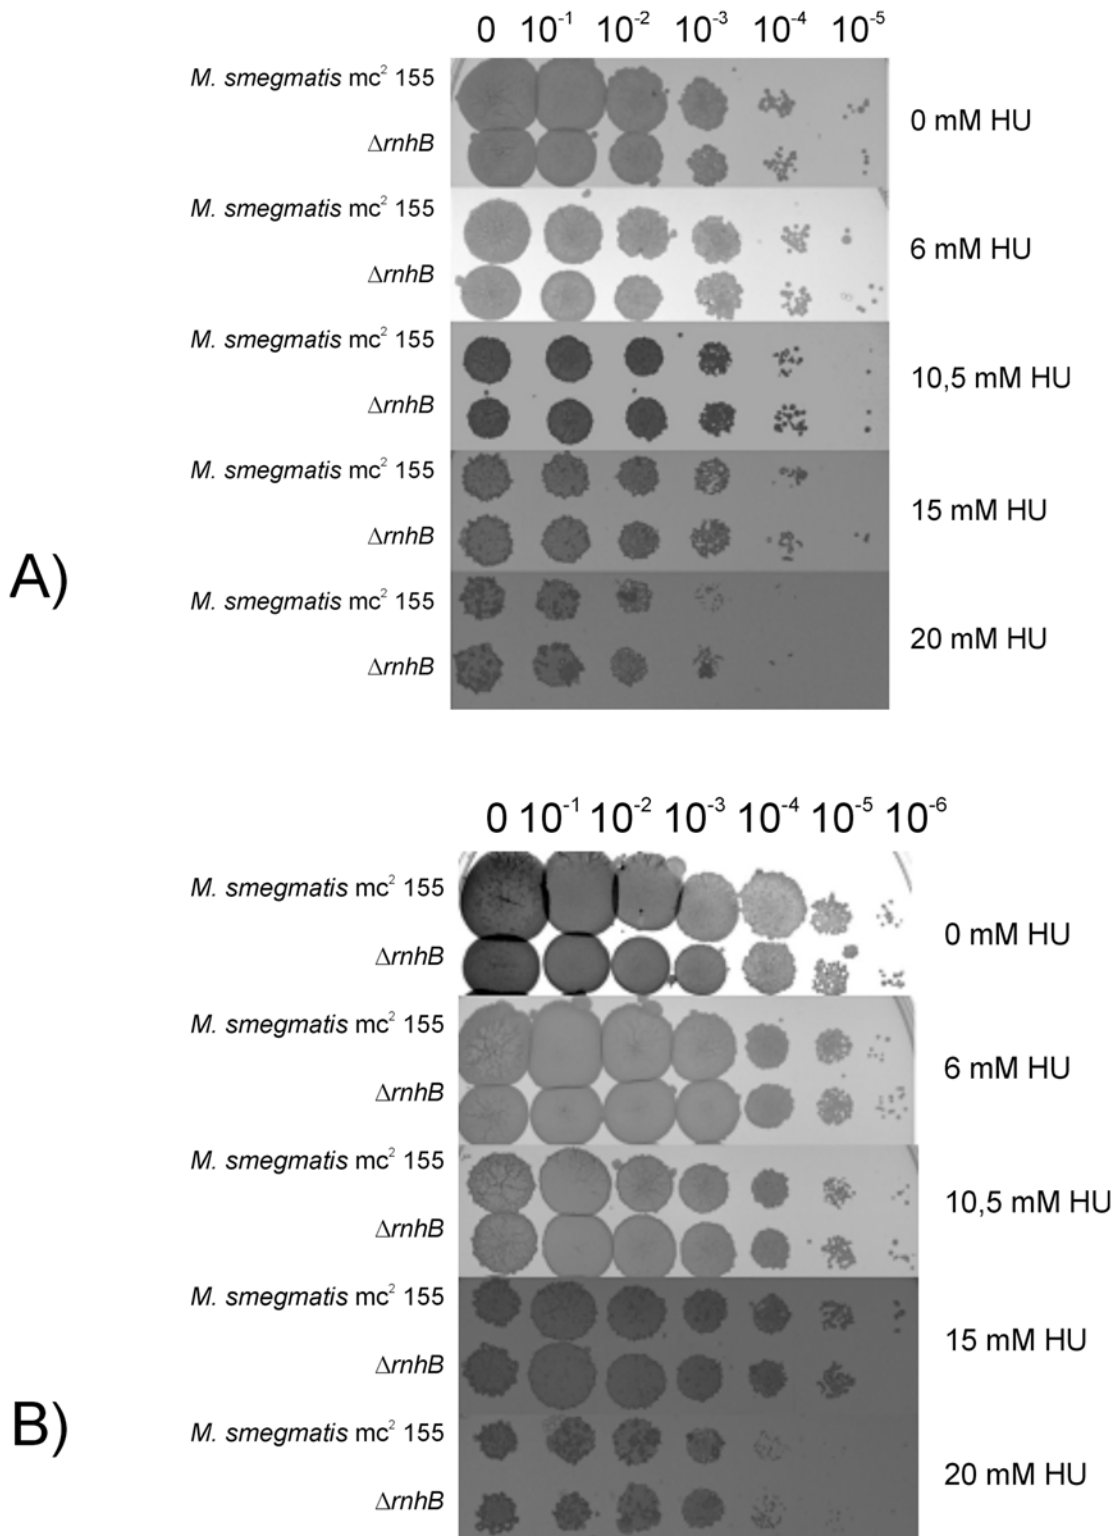 0 10⁻¹ 10⁻² 10⁻³ 10⁻⁴ 10⁻⁵
M. smegmatis mc² 155
0 mM HU
ΔrnhB
M. smegmatis mc² 155
6 mM HU
ΔrnhB
M. smegmatis mc² 155
10,5 mM HU
ΔrnhB
M. smegmatis mc² 155
15 mM HU
ΔrnhB
A)
M. smegmatis mc² 155
20 mM HU
ΔrnhB
0 10⁻¹ 10⁻² 10⁻³ 10⁻⁴ 10⁻⁵ 10⁻⁶
M. smegmatis mc² 155
0 mM HU
ΔrnhB
M. smegmatis mc² 155
6 mM HU
ΔrnhB
M. smegmatis mc² 155
10,5 mM HU
ΔrnhB
M. smegmatis mc² 155
15 mM HU
ΔrnhB
B)
M. smegmatis mc² 155
20 mM HU
ΔrnhB